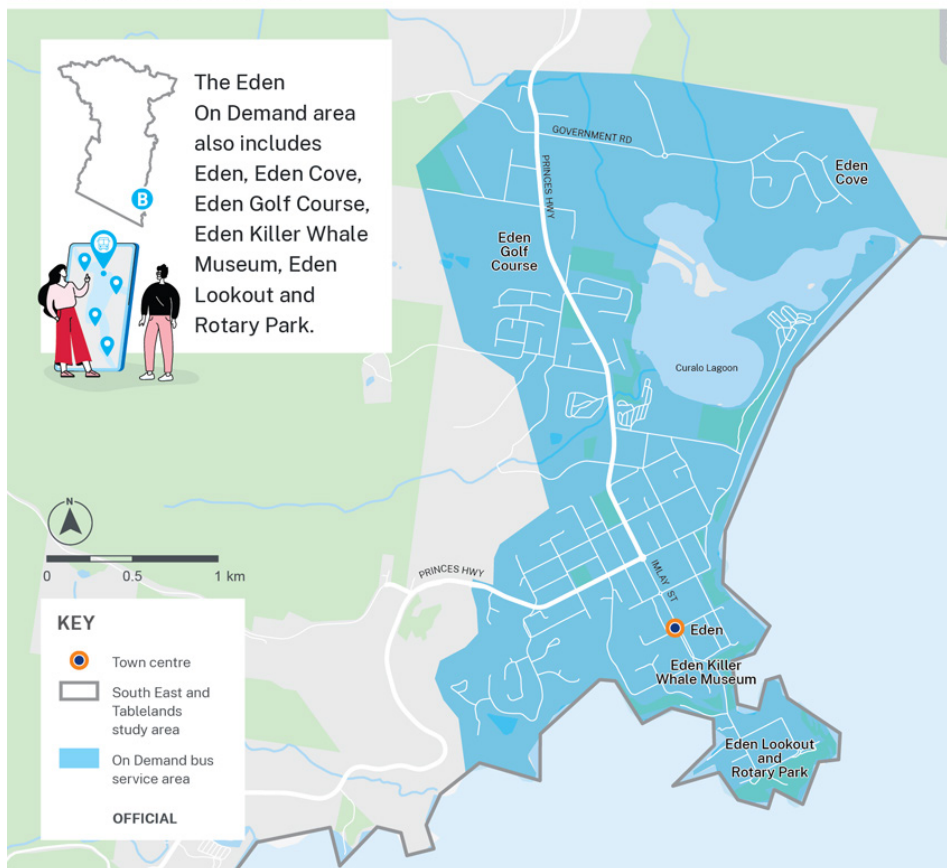 The Eden
On Demand area
also includes
Eden, Eden Cove,
Eden Golf Course,
Eden Killer Whale
Museum, Eden
Lookout and
Rotary Park.
B
GOVERNMENT RD
PRINCES HWY
Eden
Cove
Eden
Golf
Course
Curalo Lagoon
N
0 0.5 1 km
PRINCES HWY
IMLAY ST
Eden
Eden Killer
Whale Museum
Eden Lookout
and
Rotary Park
KEY
Town centre
South East and
Tablelands
study area
On Demand bus
service area
OFFICIAL